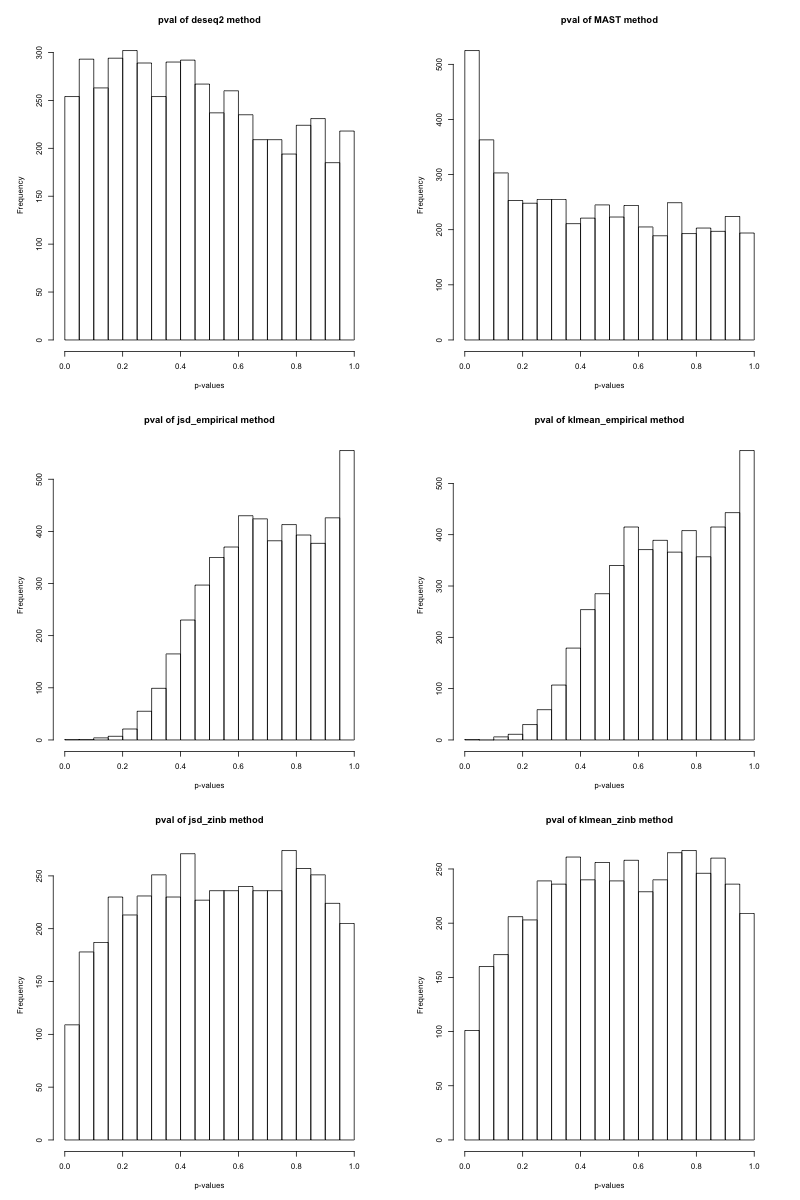 pval of deseq2 method
Frequency
0 50 100 150 200 250 300
0.0 0.2 0.4 0.6 0.8 1.0
p-values
pval of MAST method
Frequency
0 100 200 300 400 500
0.0 0.2 0.4 0.6 0.8 1.0
p-values
pval of jsd_empirical method
Frequency
0 100 200 300 400 500
0.0 0.2 0.4 0.6 0.8 1.0
p-values
pval of klmean_empirical method
Frequency
0 100 200 300 400 500
0.0 0.2 0.4 0.6 0.8 1.0
p-values
pval of jsd_zinb method
Frequency
0 50 100 150 200 250
0.0 0.2 0.4 0.6 0.8 1.0
p-values
pval of klmean_zinb method
Frequency
0 50 100 150 200 250
0.0 0.2 0.4 0.6 0.8 1.0
p-values